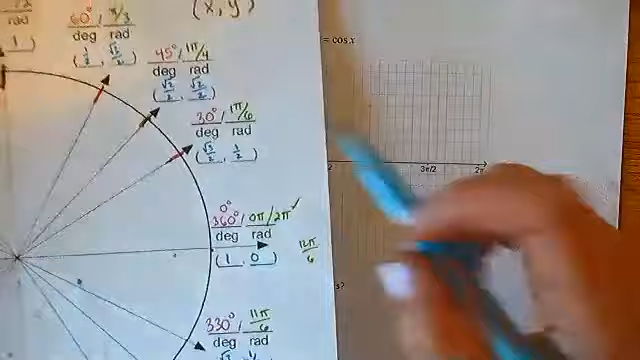 (x, y)
60° / π/3
deg rad
(1/2, √3/2)
45° / 1π/4
deg rad
(√2/2, √2/2)
30° / 1π/6
deg rad
(√3/2, 1/2)
0°
360° / 0π/2π ✓
deg rad
(1, 0)
12π/6
330° / 11π/6
deg rad
= cos x
3π/2
2π